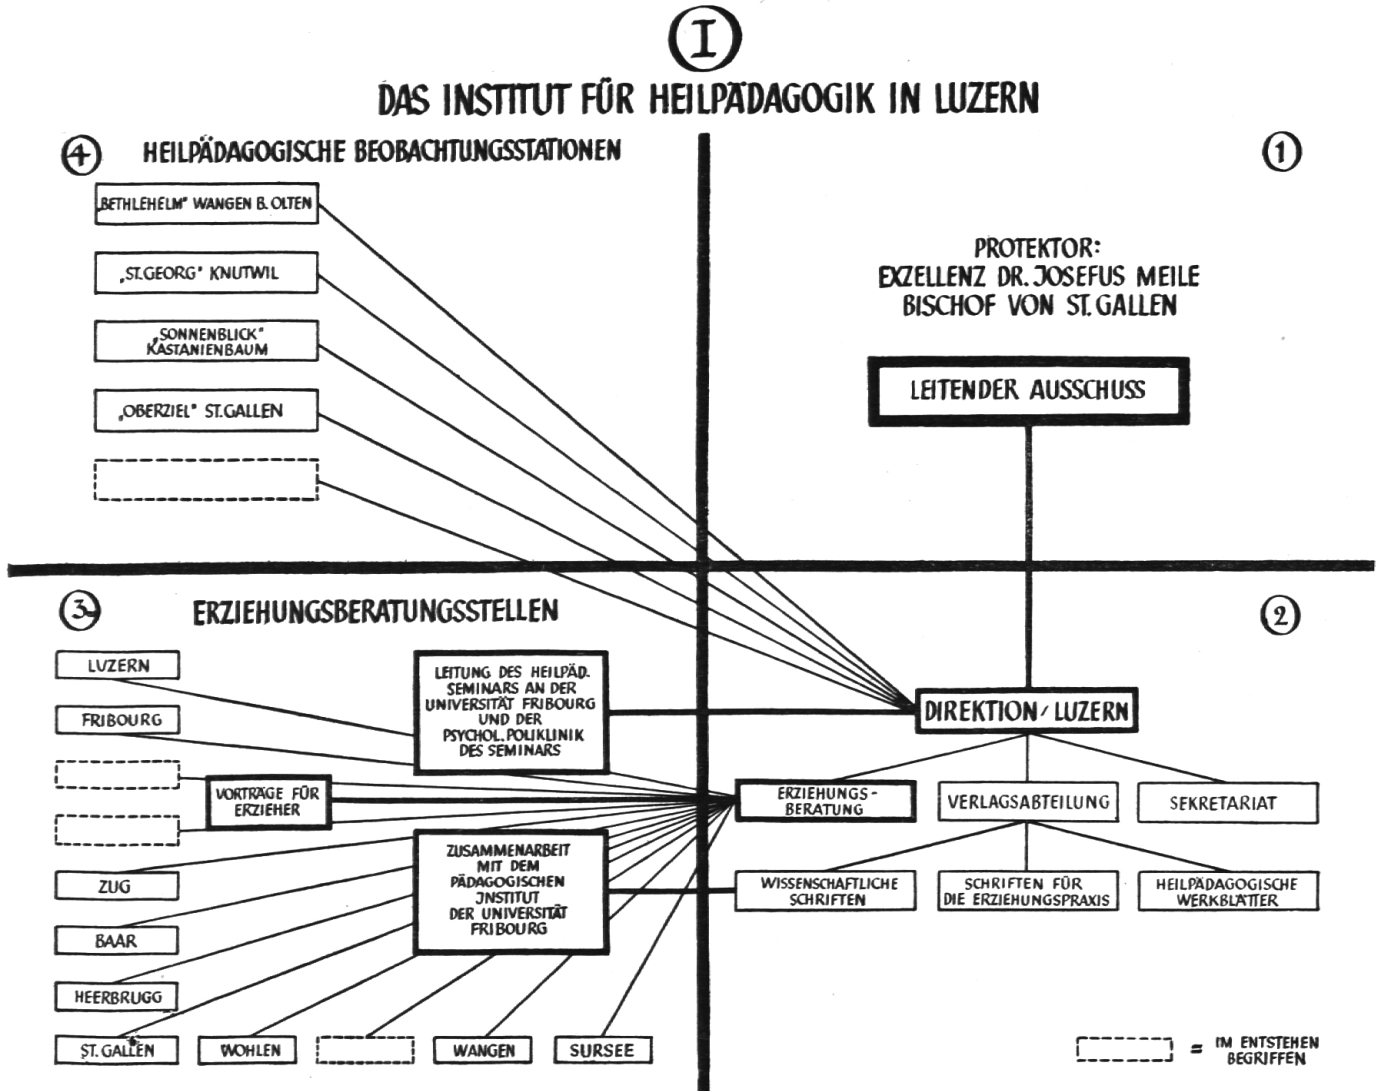 I
DAS INSTITUT FÜR HEILPÄDAGOGIK IN LUZERN
4
HEILPÄDAGOGISCHE BEOBACHTUNGSSTATIONEN
„BETHLEHELM" WANGEN B. OLTEN
„ST. GEORG" KNUTWIL
„SONNENBLICK"
KASTANIENBAUM
„OBERZIEL" ST. GALLEN
1
PROTEKTOR:
EXZELLENZ DR. JOSEFUS MEILE
BISCHOF VON ST. GALLEN
LEITENDER AUSSCHUSS
3
ERZIEHUNGSBERATUNGSSTELLEN
LUZERN
FRIBOURG
LEITUNG DES HEILPÄD.
SEMINARS AN DER
UNIVERSITÄT FRIBOURG
UND DER
PSYCHOL. POLIKLINIK
DES SEMINARS
VORTRÄGE FÜR
ERZIEHER
ZUSAMMENARBEIT
MIT DEM
PÄDAGOGISCHEN
JNSTITUT
DER UNIVERSITÄT
FRIBOURG
ZUG
BAAR
HEERBRUGG
ST. GALLEN
WOHLEN
WANGEN
SURSEE
2
DIREKTION / LUZERN
ERZIEHUNGS-
BERATUNG
VERLAGSABTEILUNG
SEKRETARIAT
WISSENSCHAFTLICHE
SCHRIFTEN
SCHRIFTEN FÜR
DIE ERZIEHUNGSPRAXIS
HEILPÄDAGOGISCHE
WERKBLÄTTER
= IM ENTSTEHEN
BEGRIFFEN